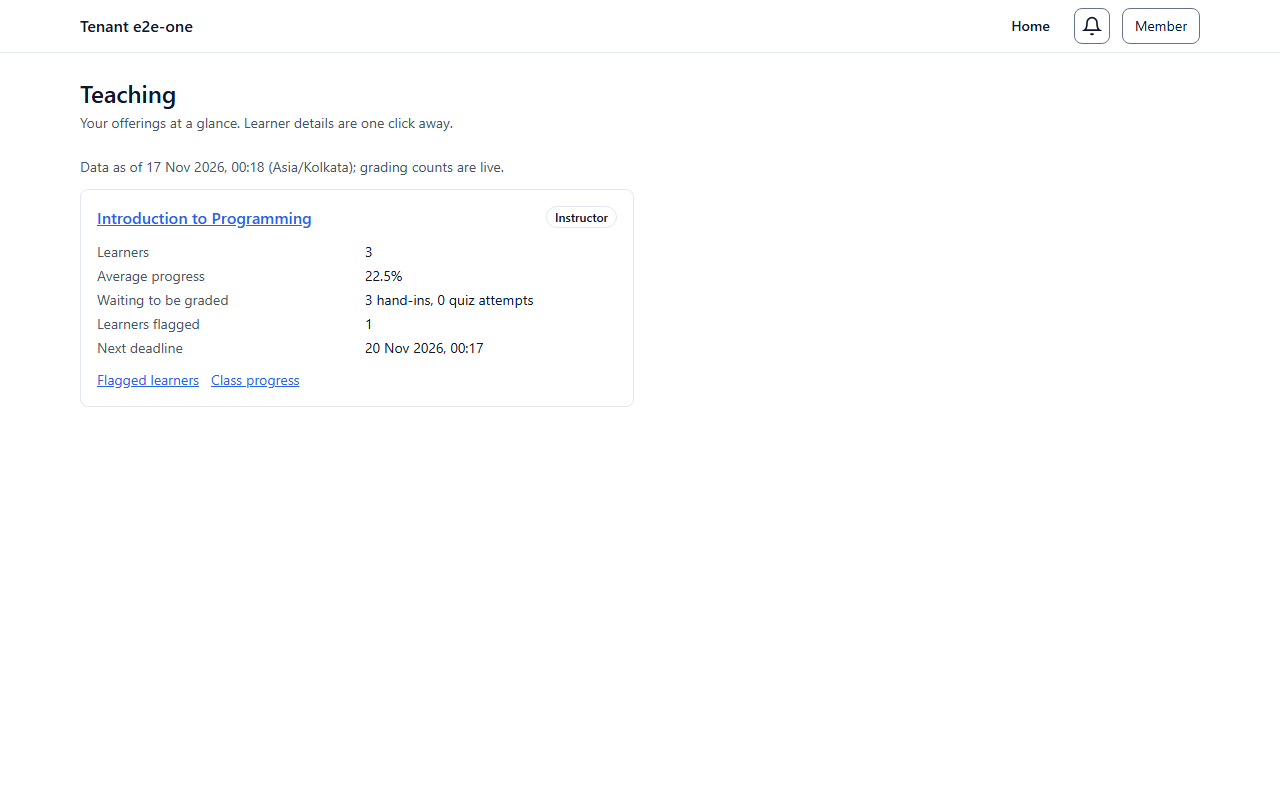 Tenant e2e-one
Home
Member
Teaching
Your offerings at a glance. Learner details are one click away.
Data as of 17 Nov 2026, 00:18 (Asia/Kolkata); grading counts are live.
Introduction to Programming
Instructor
Learners 3
Average progress 22.5%
Waiting to be graded 3 hand-ins, 0 quiz attempts
Learners flagged 1
Next deadline 20 Nov 2026, 00:17
Flagged learners Class progress